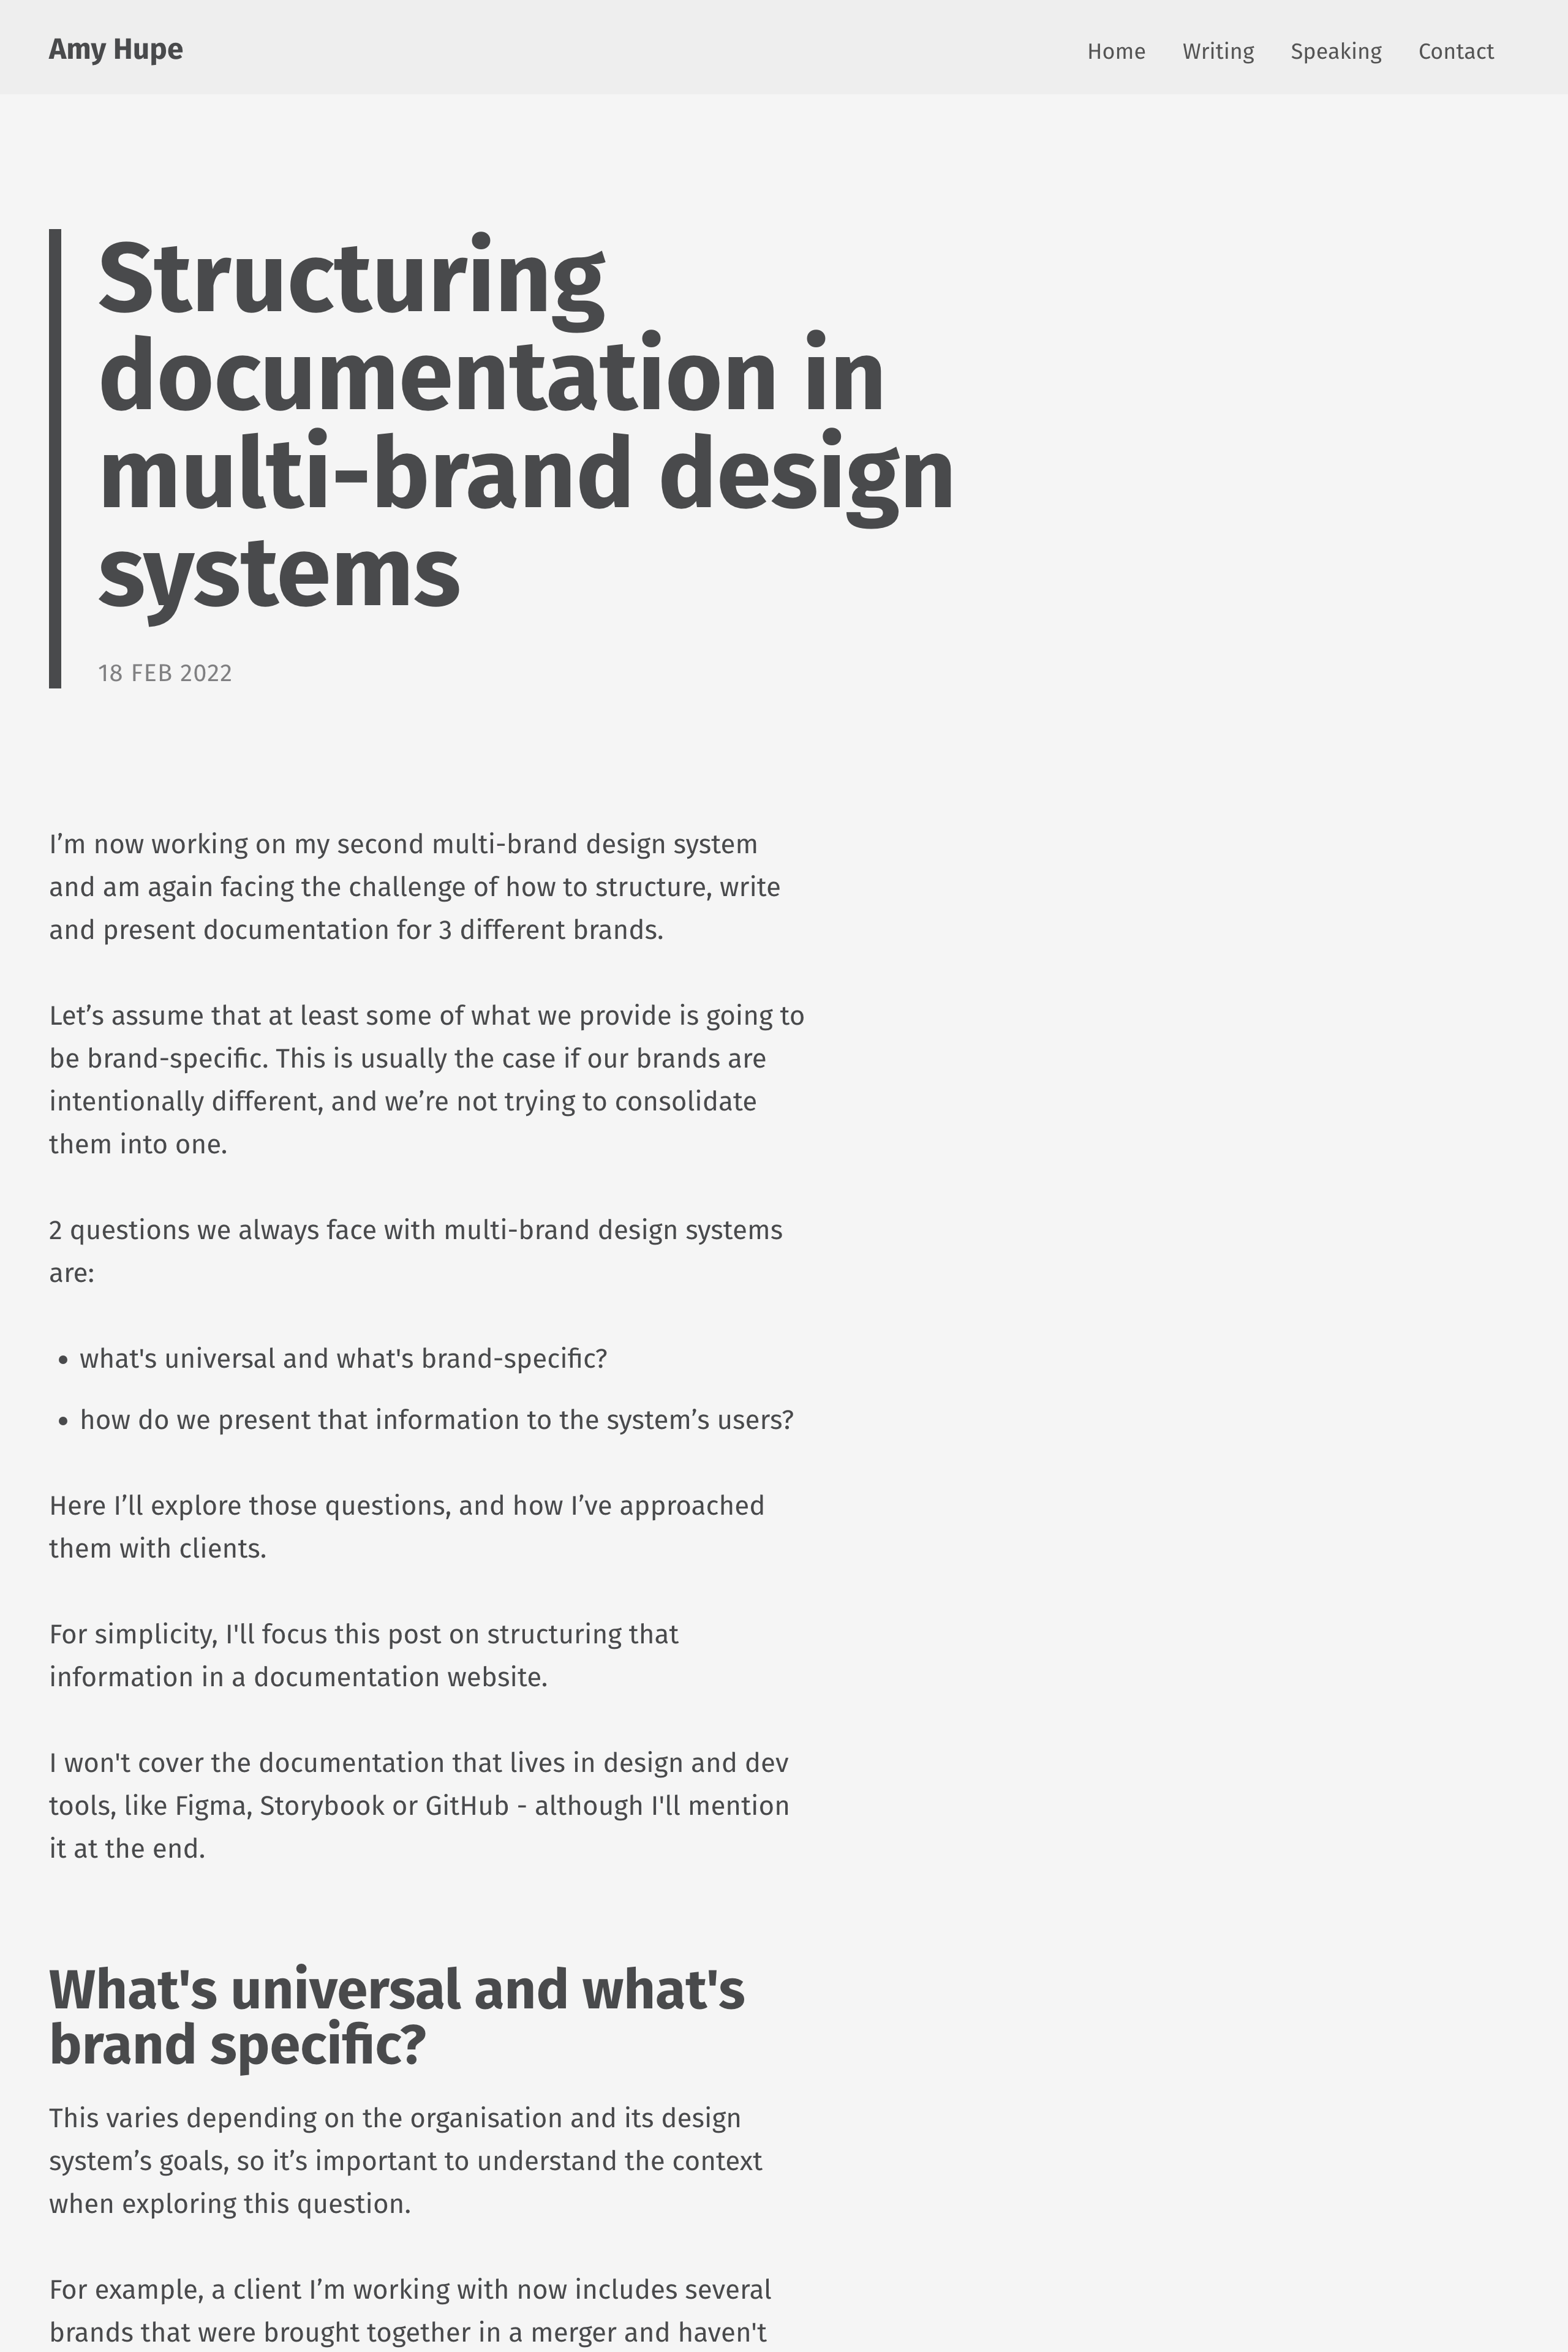 Amy Hupe
Home Writing Speaking Contact
Structuring
documentation in
multi-brand design
systems
18 FEB 2022
I’m now working on my second multi-brand design system
and am again facing the challenge of how to structure, write
and present documentation for 3 different brands.
Let’s assume that at least some of what we provide is going to
be brand-specific. This is usually the case if our brands are
intentionally different, and we’re not trying to consolidate
them into one.
2 questions we always face with multi-brand design systems
are:
• what's universal and what's brand-specific?
• how do we present that information to the system’s users?
Here I’ll explore those questions, and how I’ve approached
them with clients.
For simplicity, I'll focus this post on structuring that
information in a documentation website.
I won't cover the documentation that lives in design and dev
tools, like Figma, Storybook or GitHub - although I'll mention
it at the end.
What's universal and what's
brand specific?
This varies depending on the organisation and its design
system’s goals, so it’s important to understand the context
when exploring this question.
For example, a client I’m working with now includes several
brands that were brought together in a merger and haven't